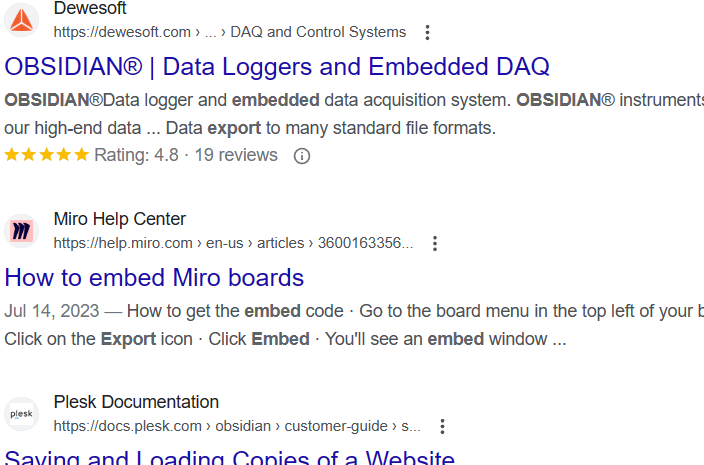 Dewesoft
https://dewesoft.com › ... › DAQ and Control Systems
OBSIDIAN® | Data Loggers and Embedded DAQ
OBSIDIAN®Data logger and embedded data acquisition system. OBSIDIAN® instruments
our high-end data ... Data export to many standard file formats.
Rating: 4.8 · 19 reviews
Miro Help Center
https://help.miro.com › en-us › articles › 3600163356...
How to embed Miro boards
Jul 14, 2023 — How to get the embed code · Go to the board menu in the top left of your b
Click on the Export icon · Click Embed · You'll see an embed window ...
plesk
Plesk Documentation
https://docs.plesk.com › obsidian › customer-guide › s...
Saving and Loading Copies of a Website